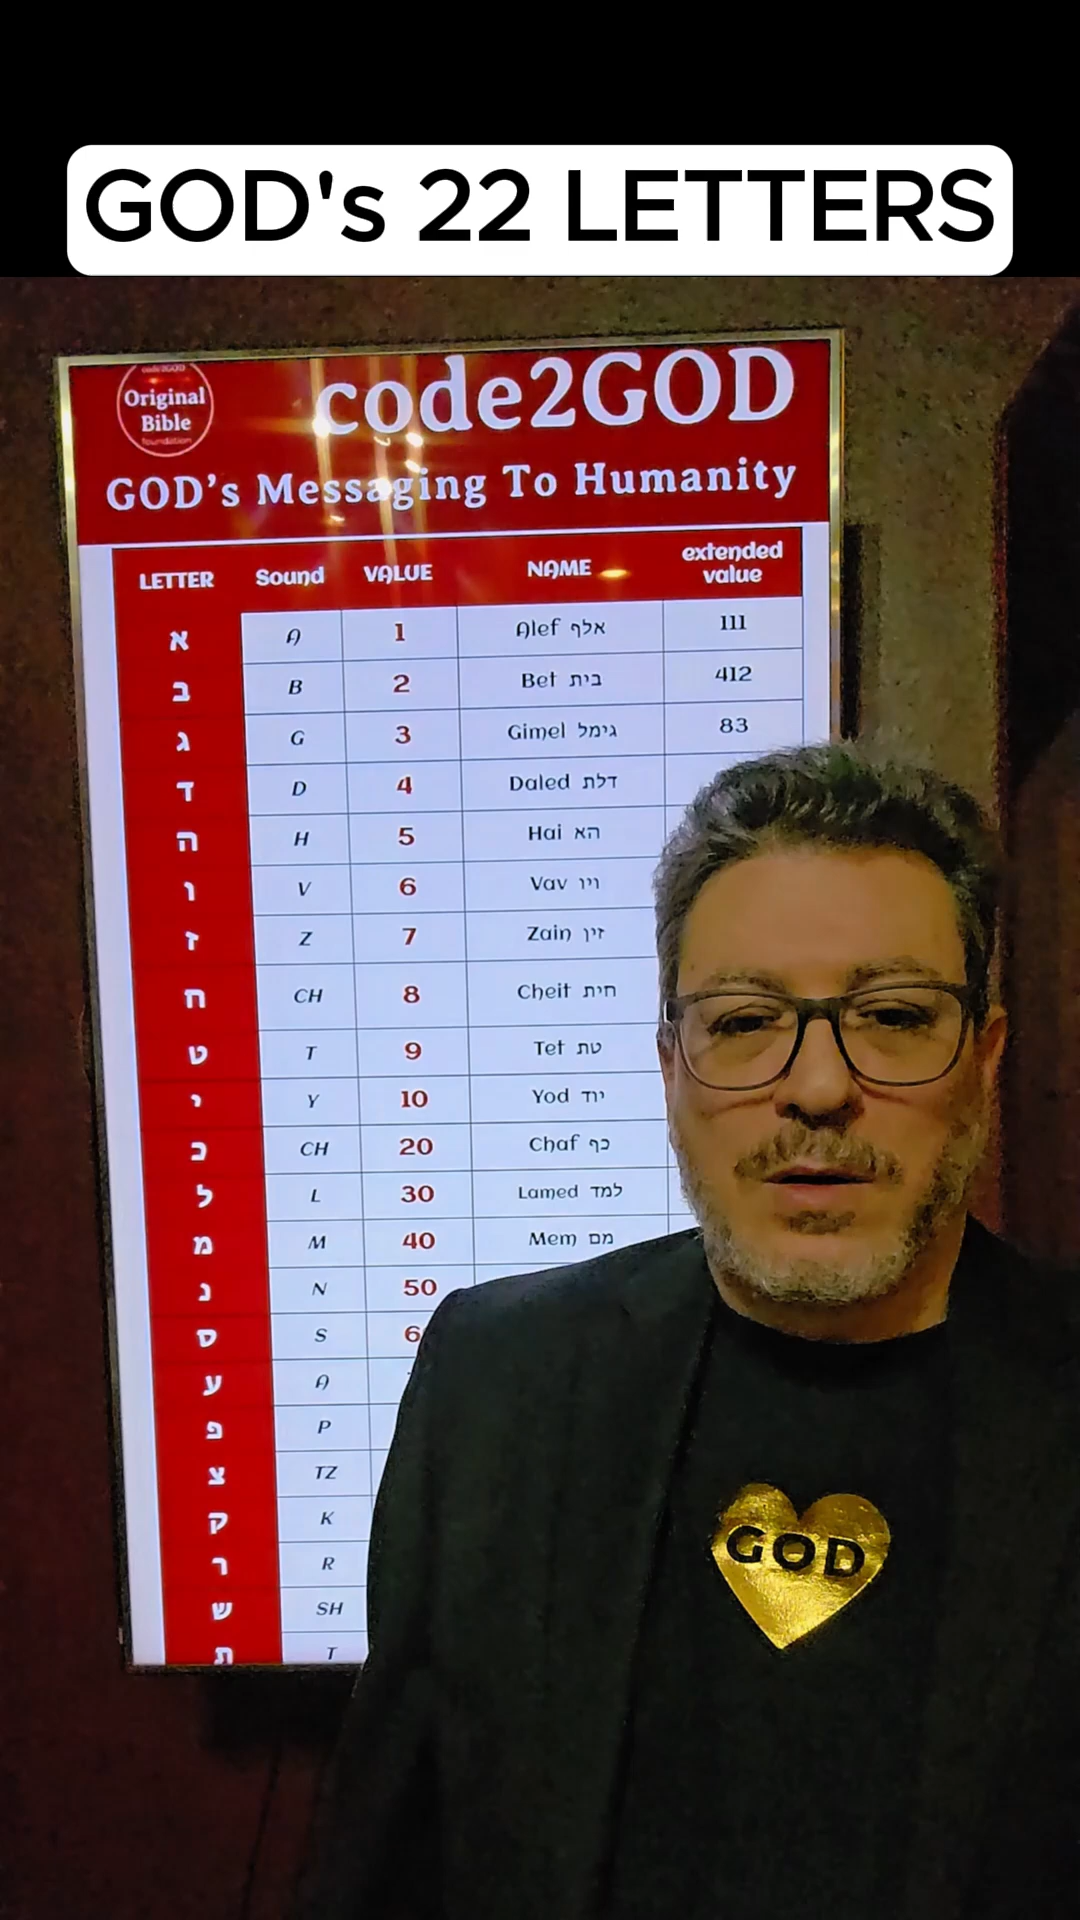 GOD's 22 LETTERS
code2GOD
Original
Bible
foundation
code2GOD
GOD's Messaging To Humanity
LETTER Sound VALUE NAME extended value
א A 1 Alef אלף 111
ב B 2 Bet בית 412
ג G 3 Gimel גימל 83
ד D 4 Daled דלת
ה H 5 Hai הא
ו V 6 Vav ויו
ז Z 7 Zain זין
ח CH 8 Cheit חית
ט T 9 Tet טת
י Y 10 Yod יוד
כ CH 20 Chaf כף
ל L 30 Lamed למד
מ M 40 Mem מם
נ N 50
ס S 6
ע A
פ P
צ TZ
ק K
ר R
ש SH
ת T
GOD